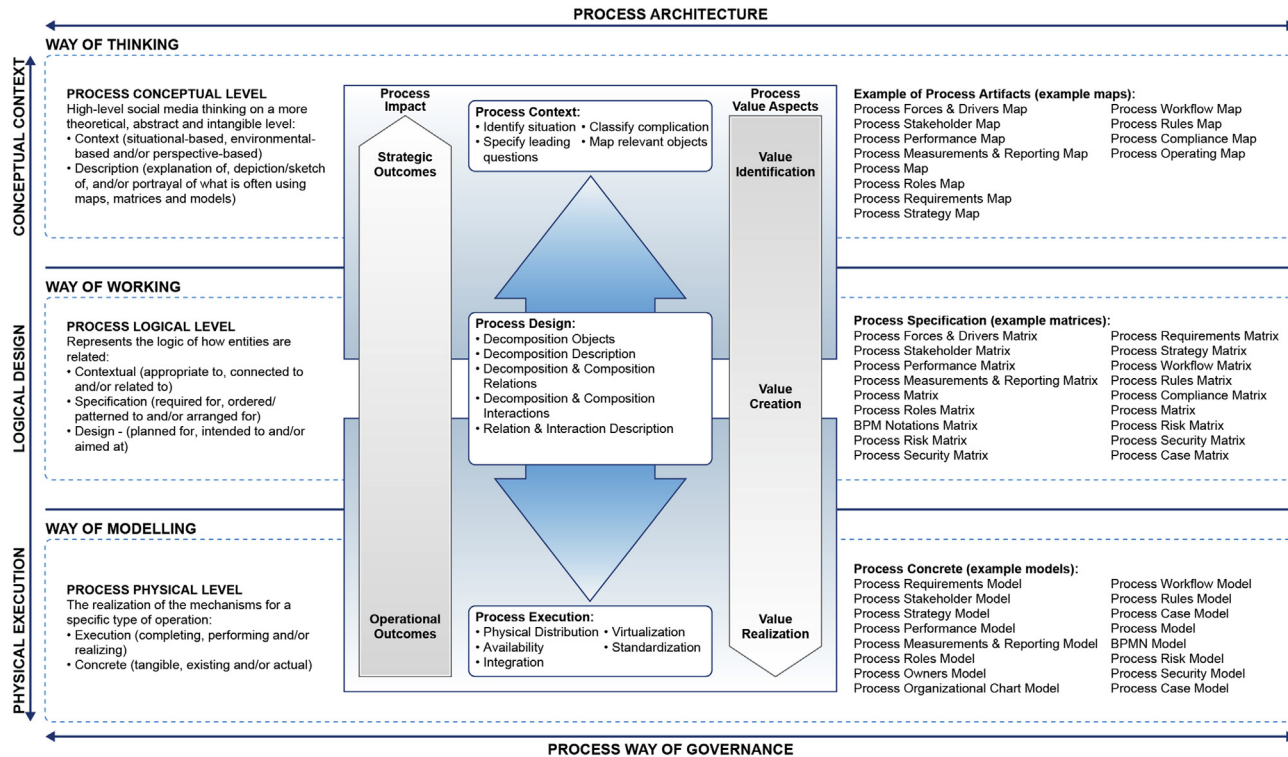 PROCESS ARCHITECTURE
WAY OF THINKING
CONCEPTUAL CONTEXT
PROCESS CONCEPTUAL LEVEL
High-level social media thinking on a more
theoretical, abstract and intangible level:
• Context (situational-based, environmental-
based and/or perspective-based)
• Description (explanation of, depiction/sketch
of, and/or portrayal of what is often using
maps, matrices and models)
Process
Impact
Strategic
Outcomes
Process Context:
• Identify situation • Classify complication
• Specify leading • Map relevant objects
questions
Process
Value Aspects
Value
Identification
Example of Process Artifacts (example maps):
Process Forces & Drivers Map
Process Stakeholder Map
Process Performance Map
Process Measurements & Reporting Map
Process Map
Process Roles Map
Process Requirements Map
Process Strategy Map
Process Workflow Map
Process Rules Map
Process Compliance Map
Process Operating Map
WAY OF WORKING
LOGICAL DESIGN
PROCESS LOGICAL LEVEL
Represents the logic of how entities are
related:
• Contextual (appropriate to, connected to
and/or related to)
• Specification (required for, ordered/
patterned to and/or arranged for)
• Design - (planned for, intended to and/or
aimed at)
Process Design:
• Decomposition Objects
• Decomposition Description
• Decomposition & Composition
Relations
• Decomposition & Composition
Interactions
• Relation & Interaction Description
Value
Creation
Process Specification (example matrices):
Process Forces & Drivers Matrix
Process Stakeholder Matrix
Process Performance Matrix
Process Measurements & Reporting Matrix
Process Matrix
Process Roles Matrix
BPM Notations Matrix
Process Risk Matrix
Process Security Matrix
Process Requirements Matrix
Process Strategy Matrix
Process Workflow Matrix
Process Rules Matrix
Process Compliance Matrix
Process Matrix
Process Risk Matrix
Process Security Matrix
Process Case Matrix
WAY OF MODELLING
PHYSICAL EXECUTION
PROCESS PHYSICAL LEVEL
The realization of the mechanisms for a
specific type of operation:
• Execution (completing, performing and/or
realizing)
• Concrete (tangible, existing and/or actual)
Operational
Outcomes
Process Execution:
• Physical Distribution • Virtualization
• Availability • Standardization
• Integration
Value
Realization
Process Concrete (example models):
Process Requirements Model
Process Stakeholder Model
Process Strategy Model
Process Performance Model
Process Measurements & Reporting Model
Process Roles Model
Process Owners Model
Process Organizational Chart Model
Process Workflow Model
Process Rules Model
Process Case Model
Process Model
BPMN Model
Process Risk Model
Process Security Model
Process Case Model
PROCESS WAY OF GOVERNANCE